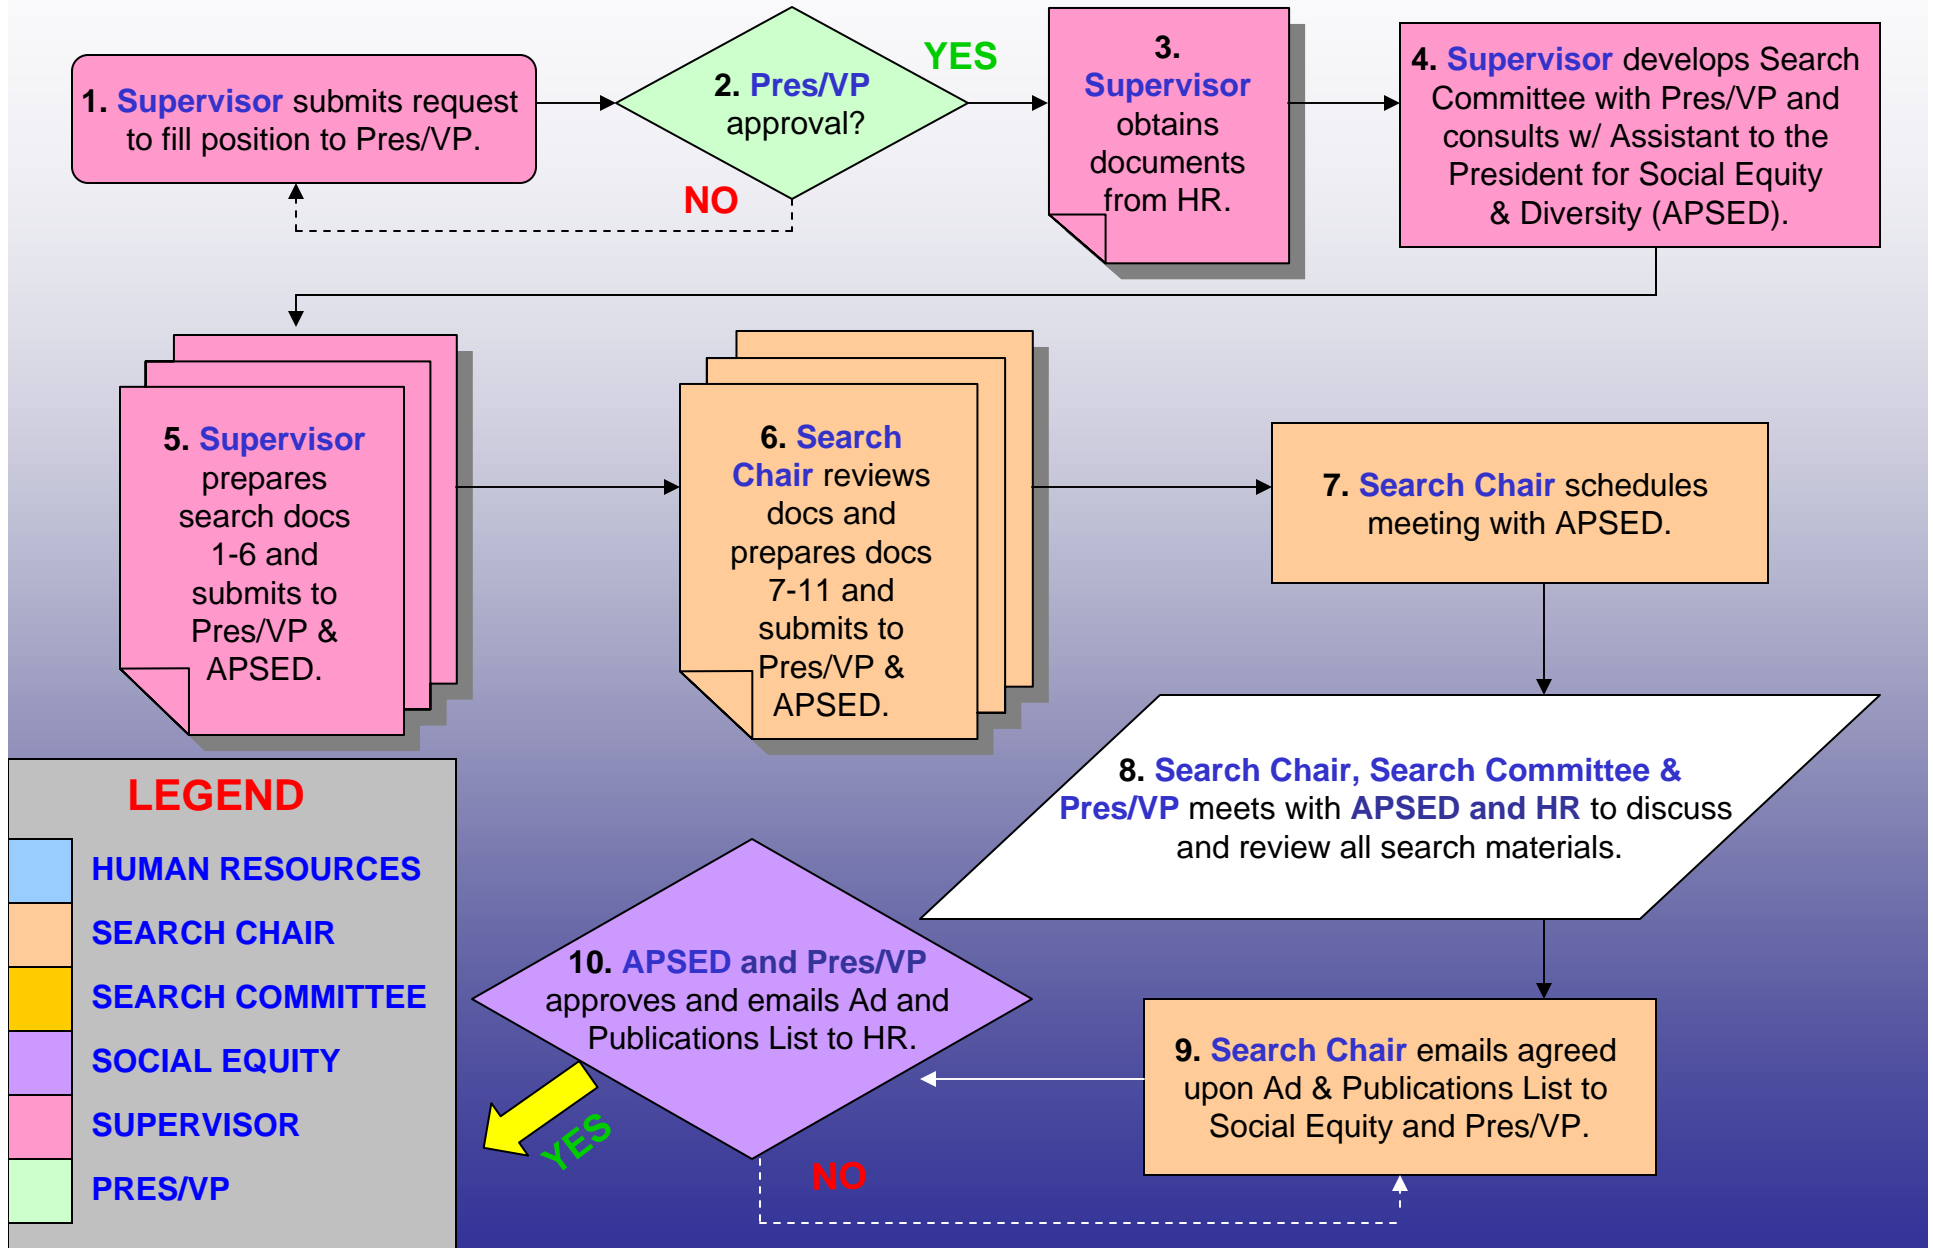 1. Supervisor submits request
to fill position to Pres/VP.
2. Pres/VP
approval?
YES
NO
3.
Supervisor
obtains
documents
from HR.
4. Supervisor develops Search
Committee with Pres/VP and
consults w/ Assistant to the
President for Social Equity
& Diversity (APSED).
5. Supervisor
prepares
search docs
1-6 and
submits to
Pres/VP &
APSED.
6. Search
Chair reviews
docs and
prepares docs
7-11 and
submits to
Pres/VP &
APSED.
7. Search Chair schedules
meeting with APSED.
8. Search Chair, Search Committee &
Pres/VP meets with APSED and HR to discuss
and review all search materials.
9. Search Chair emails agreed
upon Ad & Publications List to
Social Equity and Pres/VP.
10. APSED and Pres/VP
approves and emails Ad and
Publications List to HR.
YES
NO
LEGEND
HUMAN RESOURCES
SEARCH CHAIR
SEARCH COMMITTEE
SOCIAL EQUITY
SUPERVISOR
PRES/VP